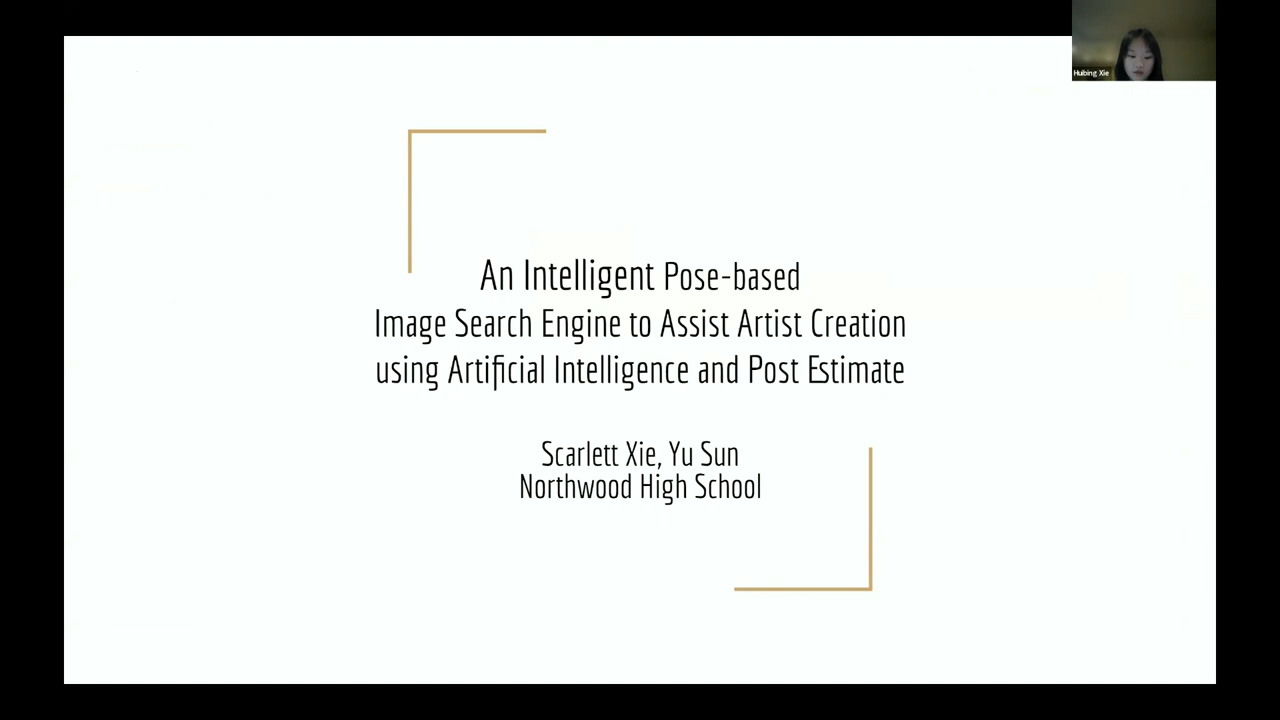 Huibing Xie
An Intelligent Pose-based
Image Search Engine to Assist Artist Creation
using Artificial Intelligence and Post Estimate
Scarlett Xie, Yu Sun
Northwood High School